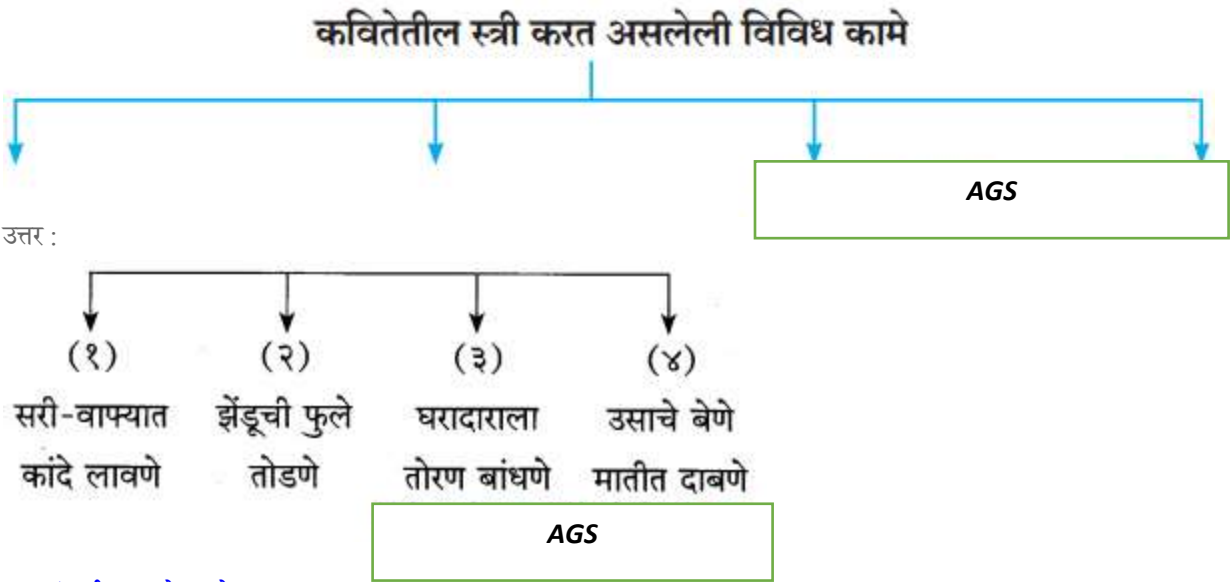 कवितेतील स्त्री करत असलेली विविध कामे
AGS
उत्तर :
(१) (२) (३) (४)
सरी-वाफ्यात झेंडूची फुले घरादाराला उसाचे बेणे
कांदे लावणे तोडणे तोरण बांधणे मातीत दाबणे
AGS